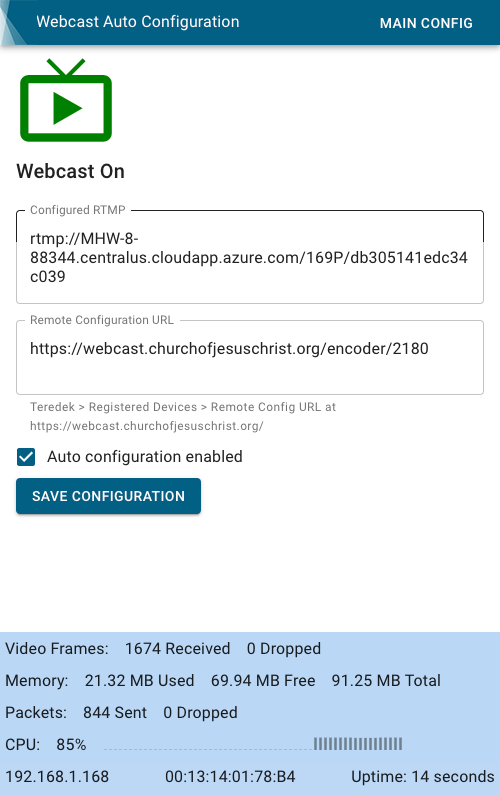 Webcast Auto Configuration MAIN CONFIG
Webcast On
Configured RTMP
rtmp://MHW-8-
88344.centralus.cloudapp.azure.com/169P/db305141edc34
c039
Remote Configuration URL
https://webcast.churchofjesuschrist.org/encoder/2180
Teredek > Registered Devices > Remote Config URL at
https://webcast.churchofjesuschrist.org/
Auto configuration enabled
SAVE CONFIGURATION
Video Frames: 1674 Received 0 Dropped
Memory: 21.32 MB Used 69.94 MB Free 91.25 MB Total
Packets: 844 Sent 0 Dropped
CPU: 85%
192.168.1.168 00:13:14:01:78:B4 Uptime: 14 seconds